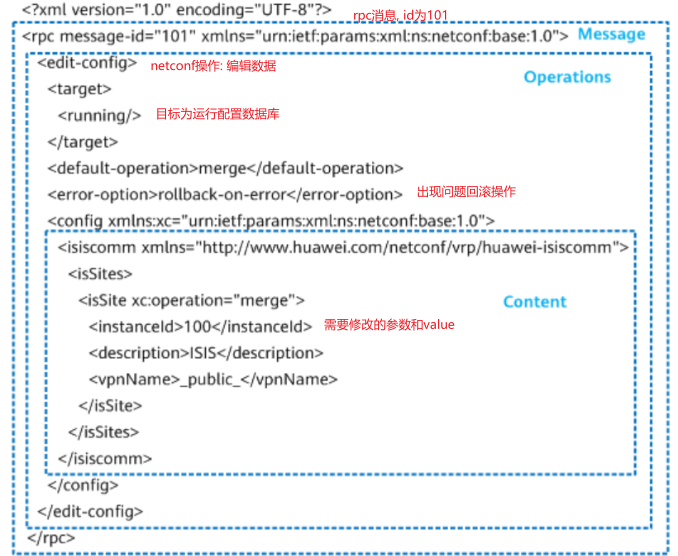 <?xml version="1.0" encoding="UTF-8"?>
rpc消息, id为101
<rpc message-id="101" xmlns="urn:ietf:params:xml:ns:netconf:base:1.0"> Message
<edit-config> netconf操作: 编辑数据
Operations
<target>
<running/> 目标为运行配置数据库
</target>
<default-operation>merge</default-operation>
<error-option>rollback-on-error</error-option> 出现问题回滚操作
<config xmlns:xc="urn:ietf:params:xml:ns:netconf:base:1.0">
<isiscomm xmlns="http://www.huawei.com/netconf/vrp/huawei-isiscomm">
<isSites>
<isSite xc:operation="merge"> Content
<instanceId>100</instanceId> 需要修改的参数和value
<description>ISIS</description>
<vpnName>_public_</vpnName>
</isSite>
</isSites>
</isiscomm>
</config>
</edit-config>
</rpc>